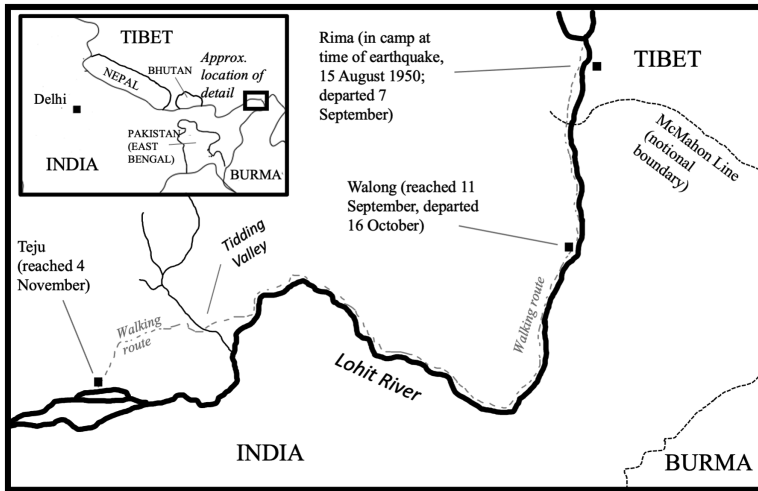 TIBET
NEPAL
BHUTAN
Approx.
location of
detail
Delhi
PAKISTAN
(EAST
BENGAL)
INDIA
BURMA
Rima (in camp at
time of earthquake,
15 August 1950;
departed 7
September)
TIBET
McMahon Line
(notional
boundary)
Walong (reached 11
September, departed
16 October)
Teju
(reached 4
November)
Tidding
Valley
Walking
route
Walking route
Lohit River
INDIA
BURMA